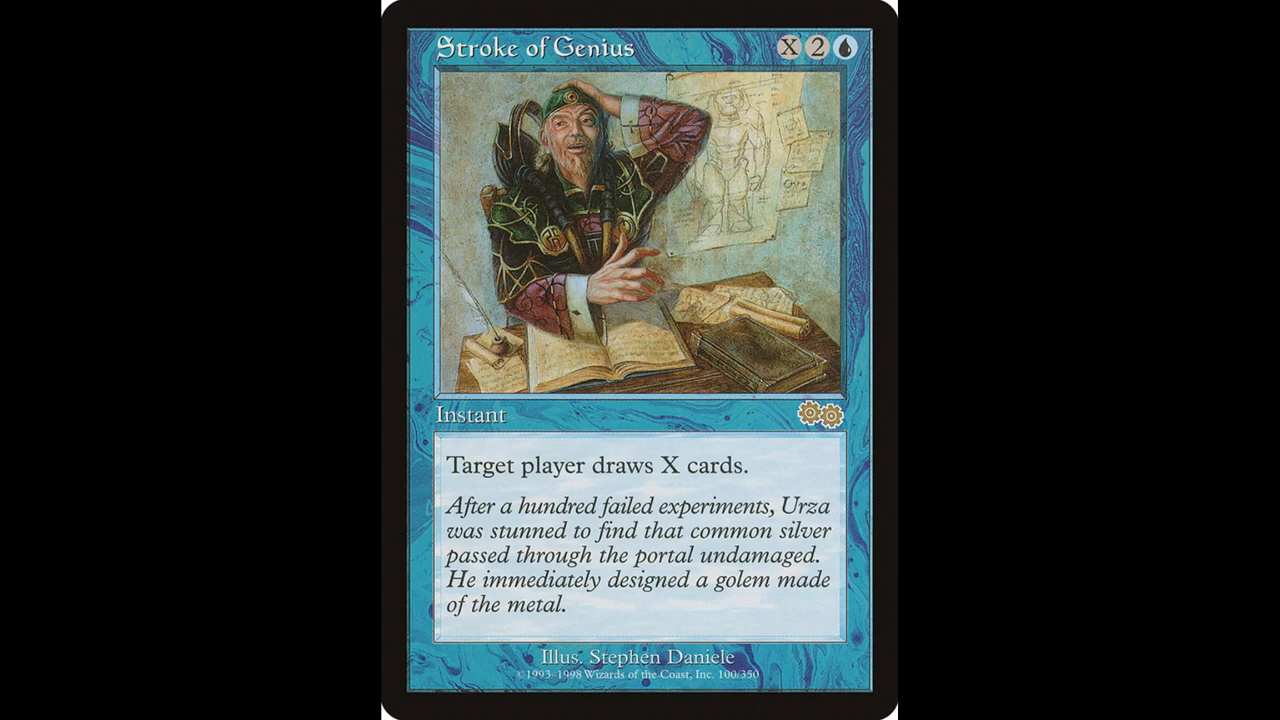 Stroke of Genius X 2
Instant
Target player draws X cards.
After a hundred failed experiments, Urza
was stunned to find that common silver
passed through the portal undamaged.
He immediately designed a golem made
of the metal.
Illus. Stephen Daniele
©1993-1998 Wizards of the Coast, Inc. 100/350